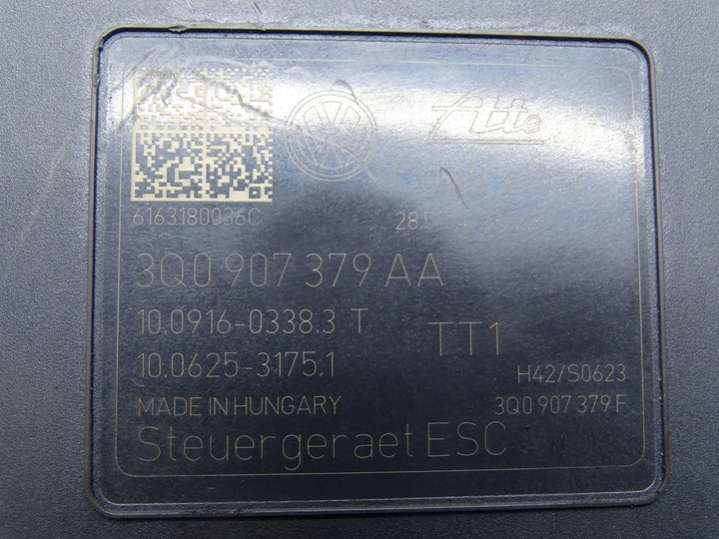 Ate
6163180036C
3Q0 907 379 AA
10.0916-0338.3 T
TT1
10.0625-3175.1
H42/S0623
MADE IN HUNGARY
3Q0 907 379 F
Steuergeraet ESC